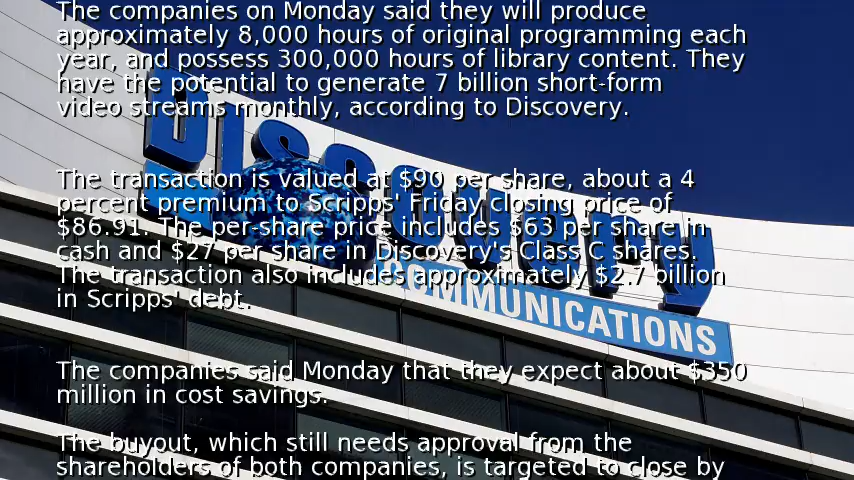 The companies on Monday said they will produce
approximately 8,000 hours of original programming each
year, and possess 300,000 hours of library content. They
have the potential to generate 7 billion short-form
video streams monthly, according to Discovery.
The transaction is valued at $90 per share, about a 4
percent premium to Scripps' Friday closing price of
$86.91. The per-share price includes $63 per share in
cash and $27 per share in Discovery's Class C shares.
The transaction also includes approximately $2.7 billion
in Scripps' debt.
The companies said Monday that they expect about $350
million in cost savings.
The buyout, which still needs approval from the
shareholders of both companies, is targeted to close by
Discovery
COMMUNICATIONS